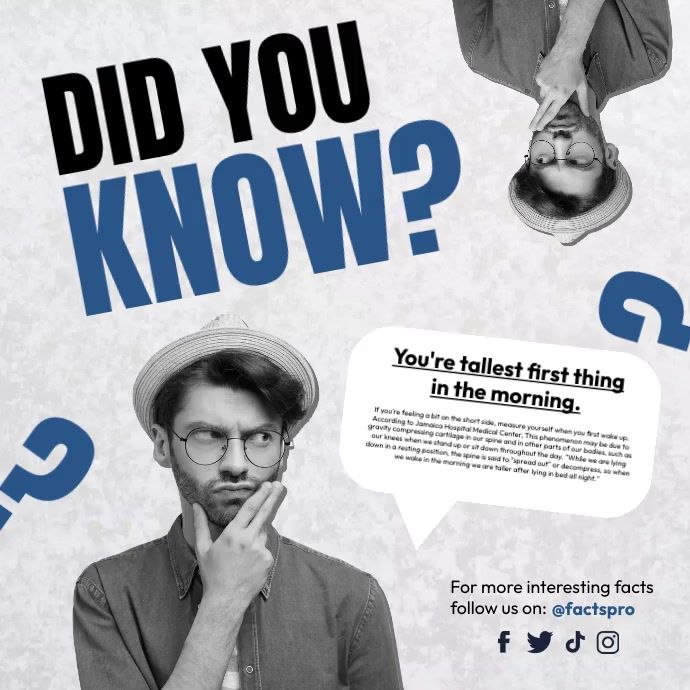 DID YOU
KNOW?
You're tallest first thing
in the morning.
If you're feeling a bit on the short side, measure yourself when you first wake up.
According to Jamaica Hospital Medical Center, This phenomenon may be due to
gravity compressing cartilage in our spine and in other parts of our bodies, such as
our knees when we stand up or sit down throughout the day. "While we are lying
down in a resting position, the spine is said to "spread out" or decompress, so when
we wake in the morning we are taller after lying in bed all night."
For more interesting facts
follow us on: @factspro
?
?